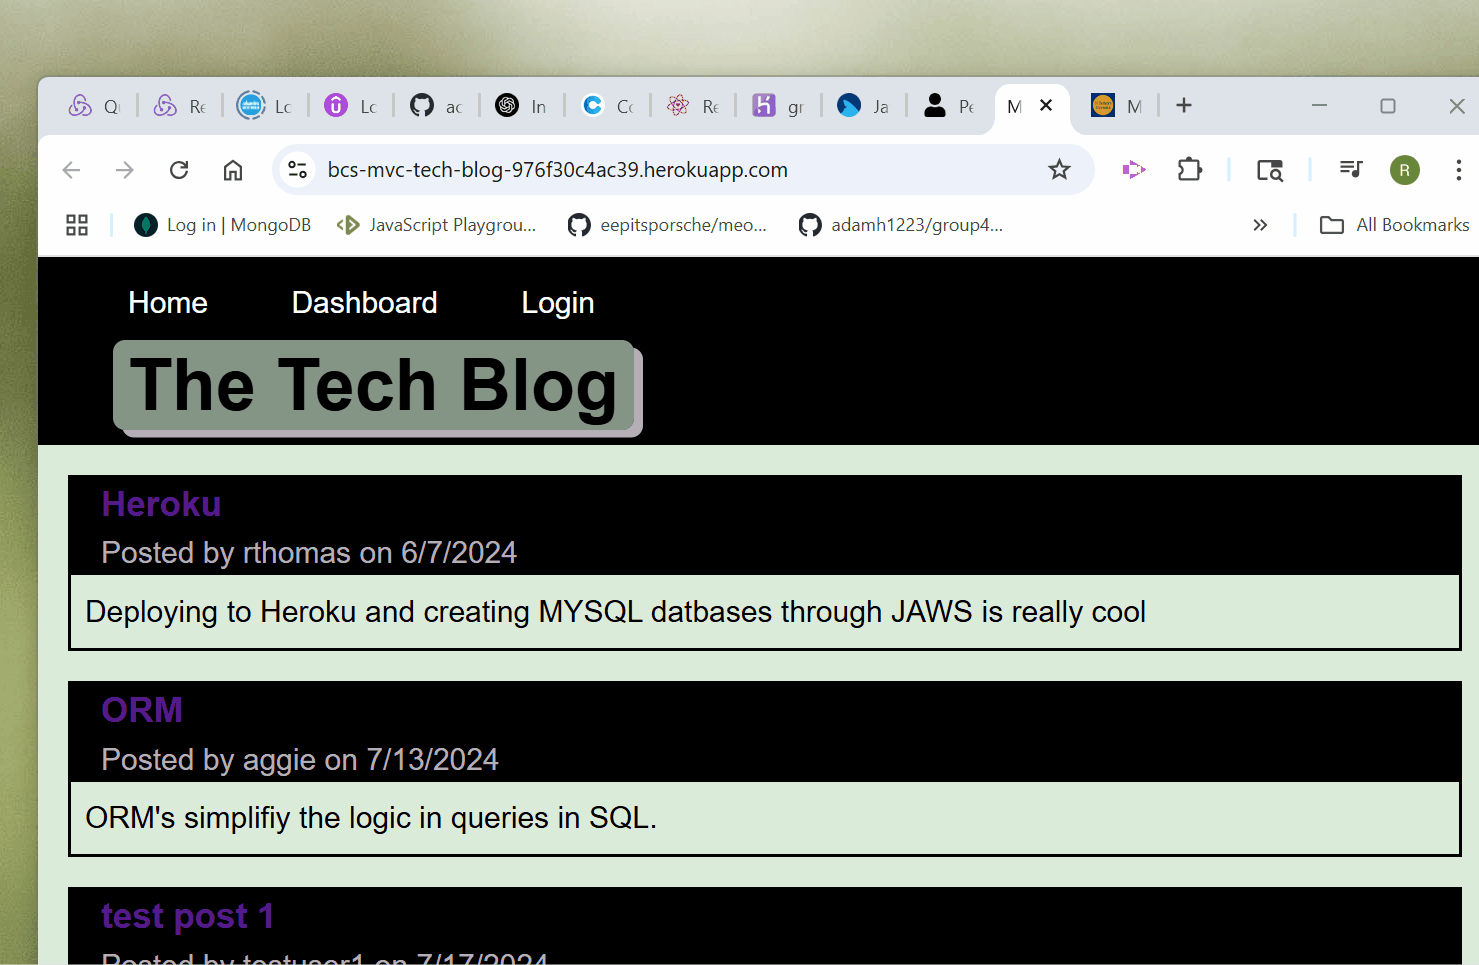 Q Re Lo Lo ac In Co Re gr Ja Pe M M
bcs-mvc-tech-blog-976f30c4ac39.herokuapp.com
R
Log in | MongoDB JavaScript Playgrou... eepitsporsche/meo... adamh1223/group4... All Bookmarks
Home Dashboard Login
The Tech Blog
Heroku
Posted by rthomas on 6/7/2024
Deploying to Heroku and creating MYSQL datbases through JAWS is really cool
ORM
Posted by aggie on 7/13/2024
ORM's simplifiy the logic in queries in SQL.
test post 1
Posted by testuser1 on 7/17/2024